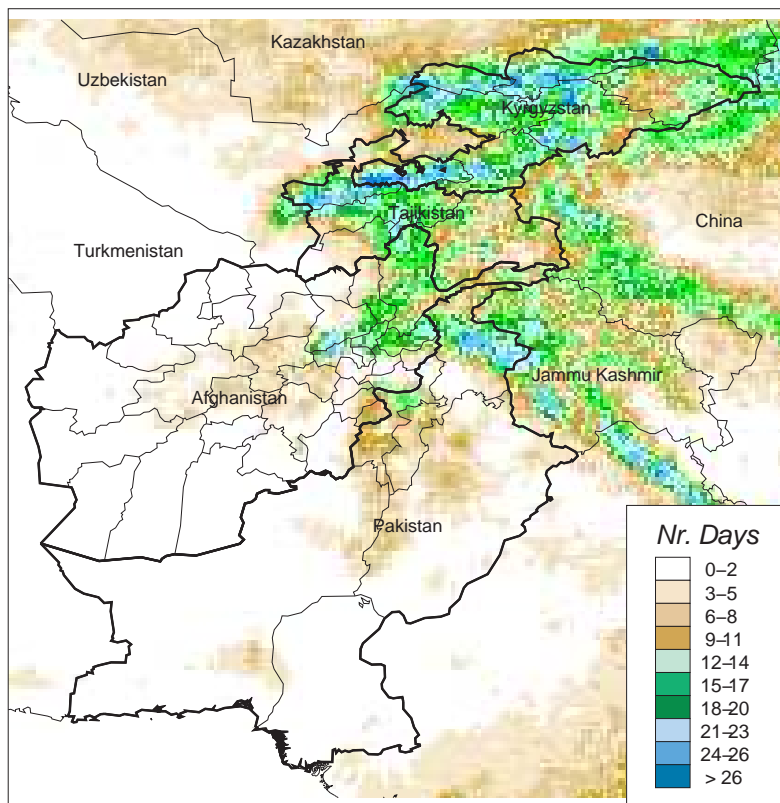 Kazakhstan
Uzbekistan
Kyrgyzstan
Tajikistan
China
Turkmenistan
Jammu Kashmir
Afghanistan
Pakistan
Nr. Days
0–2
3–5
6–8
9–11
12–14
15–17
18–20
21–23
24–26
> 26